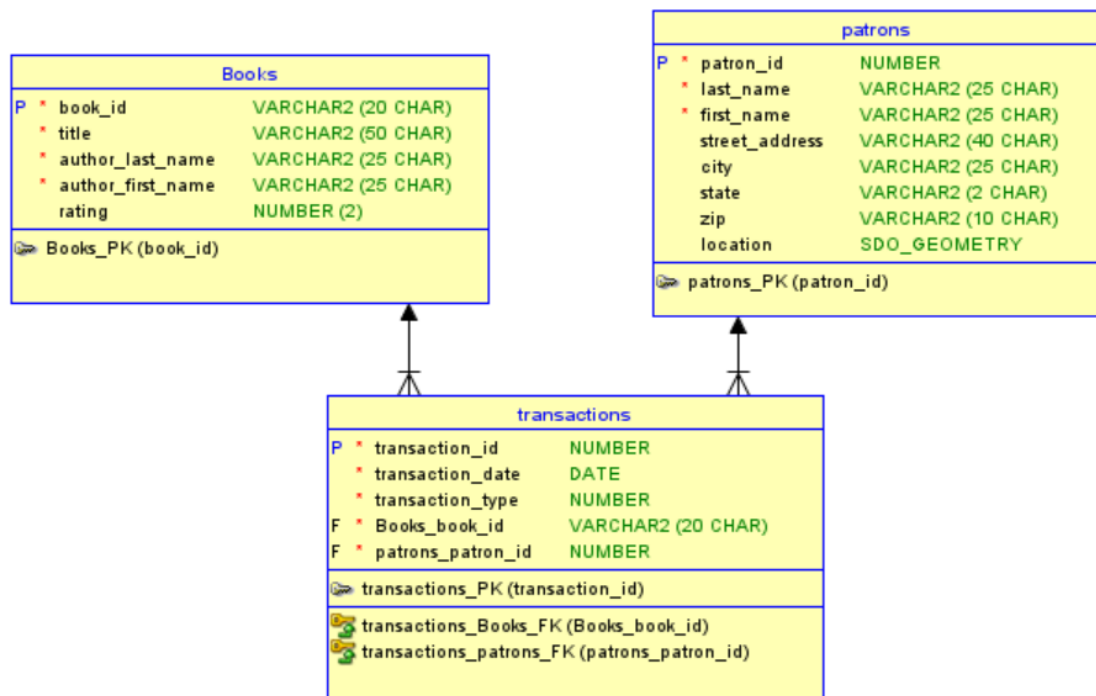 Books
P * book_id VARCHAR2 (20 CHAR)
* title VARCHAR2 (50 CHAR)
* author_last_name VARCHAR2 (25 CHAR)
* author_first_name VARCHAR2 (25 CHAR)
rating NUMBER (2)
Books_PK (book_id)
patrons
P * patron_id NUMBER
* last_name VARCHAR2 (25 CHAR)
* first_name VARCHAR2 (25 CHAR)
street_address VARCHAR2 (40 CHAR)
city VARCHAR2 (25 CHAR)
state VARCHAR2 (2 CHAR)
zip VARCHAR2 (10 CHAR)
location SDO_GEOMETRY
patrons_PK (patron_id)
transactions
P * transaction_id NUMBER
* transaction_date DATE
* transaction_type NUMBER
F * Books_book_id VARCHAR2 (20 CHAR)
F * patrons_patron_id NUMBER
transactions_PK (transaction_id)
transactions_Books_FK (Books_book_id)
transactions_patrons_FK (patrons_patron_id)